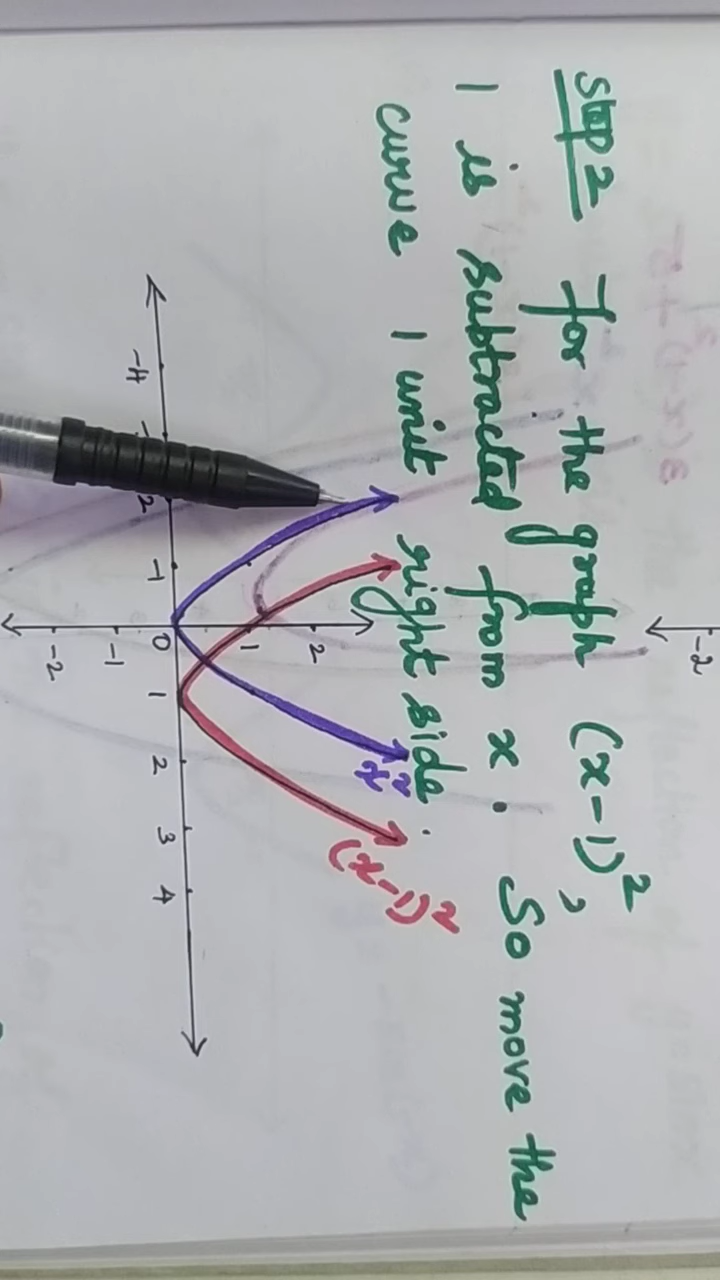 -2
Step 2 For the graph (x-1)²,
1 is subtracted from x. So move the
curve 1 unit right side.
x²
(x-1)²
2
1
-4 -2 -1 0 1 2 3 4
-1
-2